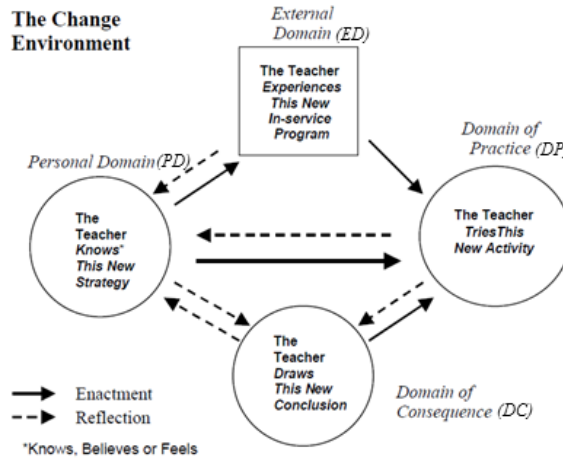 The Change
Environment
External
Domain (ED)
The Teacher
Experiences
This New
In-service
Program
Domain of
Practice (DP)
Personal Domain (PD)
The
Teacher
Knows*
This New
Strategy
The Teacher
TriesThis
New Activity
The
Teacher
Draws
This New
Conclusion
Domain of
Consequence (DC)
Enactment
Reflection
*Knows, Believes or Feels